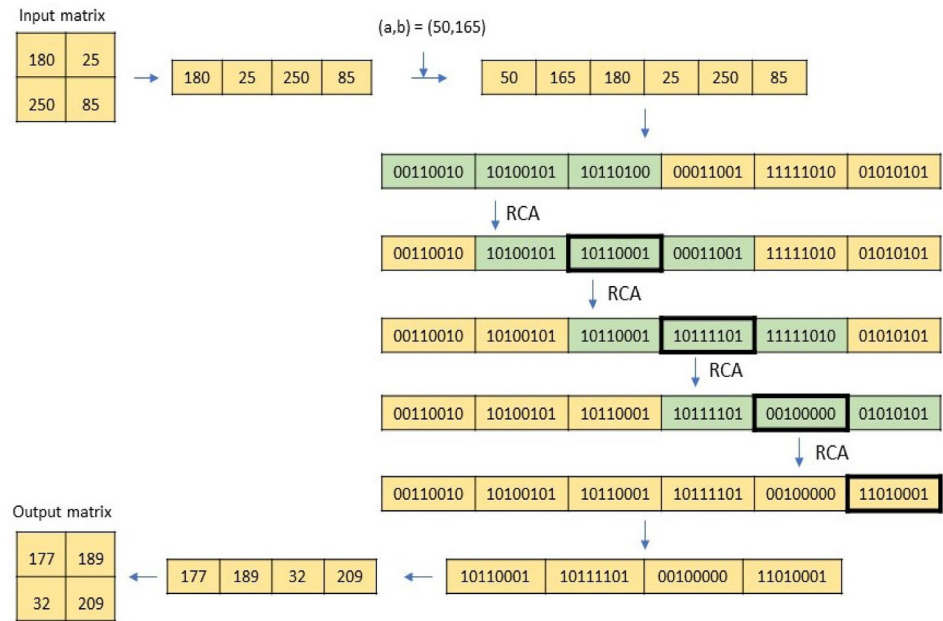 Input matrix
180 25
250 85
180 25 250 85
(a,b) = (50,165)
50 165 180 25 250 85
00110010 10100101 10110100 00011001 11111010 01010101
RCA
00110010 10100101 10110001 00011001 11111010 01010101
RCA
00110010 10100101 10110001 10111101 11111010 01010101
RCA
00110010 10100101 10110001 10111101 00100000 01010101
RCA
00110010 10100101 10110001 10111101 00100000 11010001
Output matrix
177 189
32 209
177 189 32 209
10110001 10111101 00100000 11010001